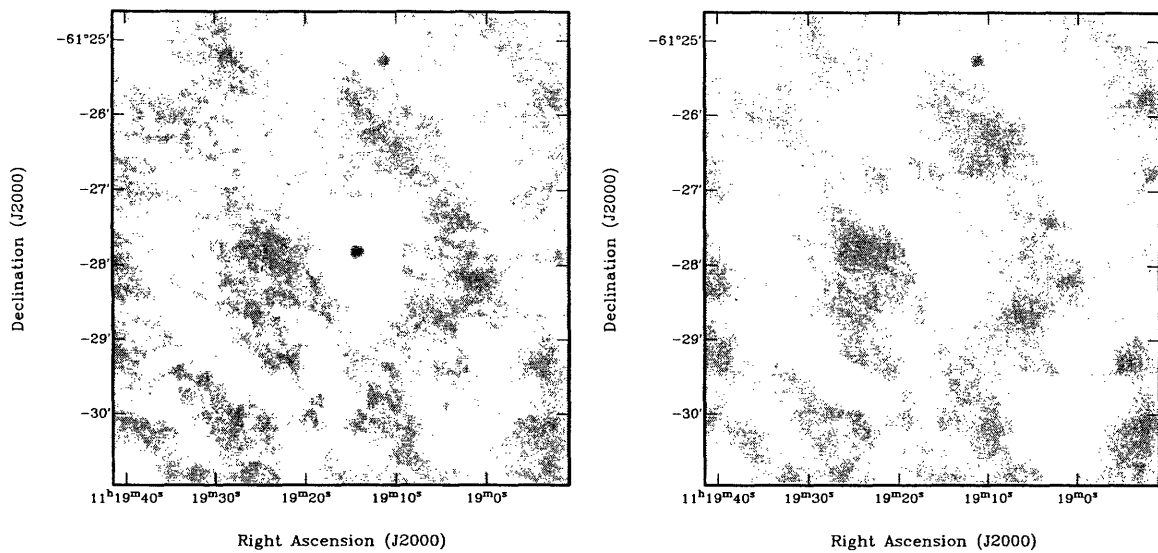 −61°25′
−26′
−27′
−28′
−29′
−30′
11ʰ19ᵐ40ˢ
19ᵐ30ˢ
19ᵐ20ˢ
19ᵐ10ˢ
19ᵐ0ˢ
Declination (J2000)
Right Ascension (J2000)
−61°25′
−26′
−27′
−28′
−29′
−30′
11ʰ19ᵐ40ˢ
19ᵐ30ˢ
19ᵐ20ˢ
19ᵐ10ˢ
19ᵐ0ˢ
Declination (J2000)
Right Ascension (J2000)